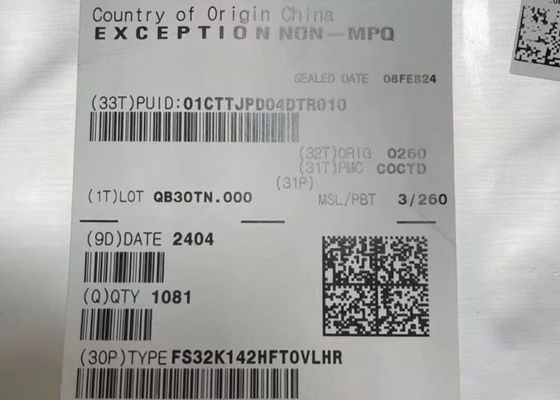 Country of Origin China
EXCEPTION NON-MPQ
SEALED DATE 08FEB24
(33T)PUID:01CTTJPD04DTR010
(32T)ORIG 0260
(31T)PMC COCTD
(31P)
(1T)LOT QB30TN.000
MSL/PBT 3/260
(9D)DATE 2404
(Q)QTY 1081
(30P)TYPE FS32K142HFT0VLHR